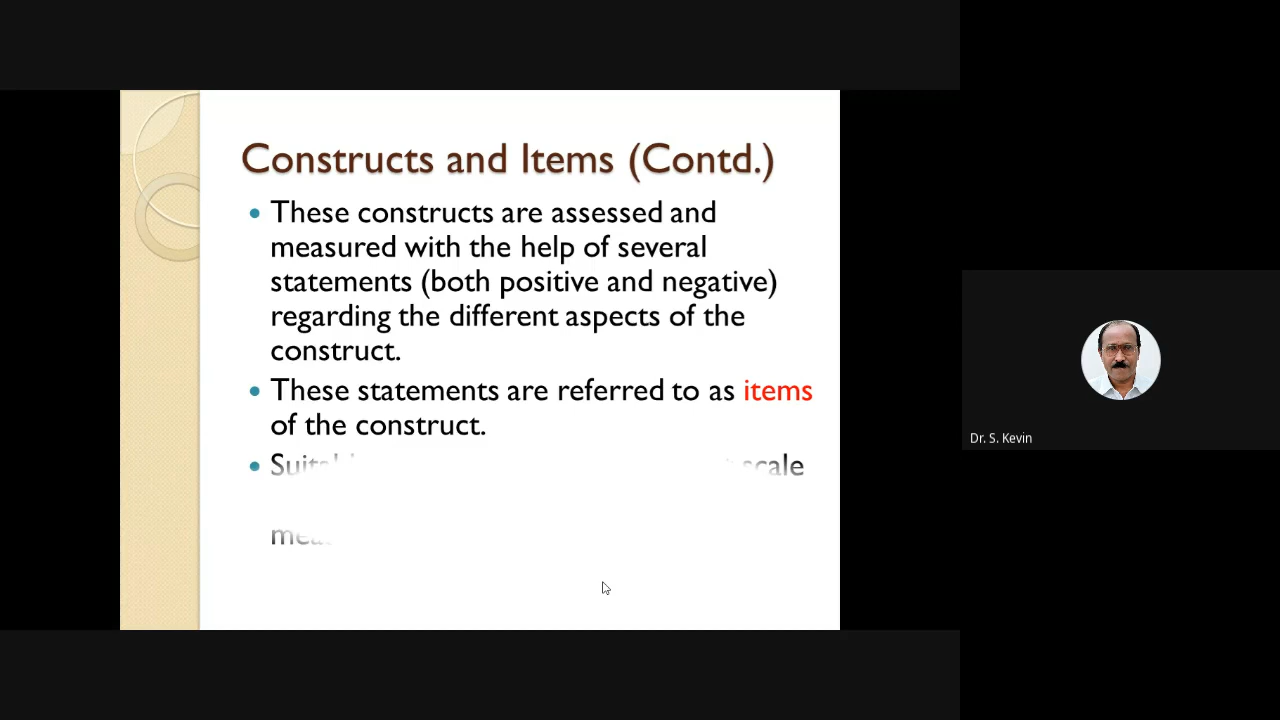 Constructs and Items (Contd.)
• These constructs are assessed and
measured with the help of several
statements (both positive and negative)
regarding the different aspects of the
construct.
• These statements are referred to as items
of the construct.
• scale
Dr. S. Kevin